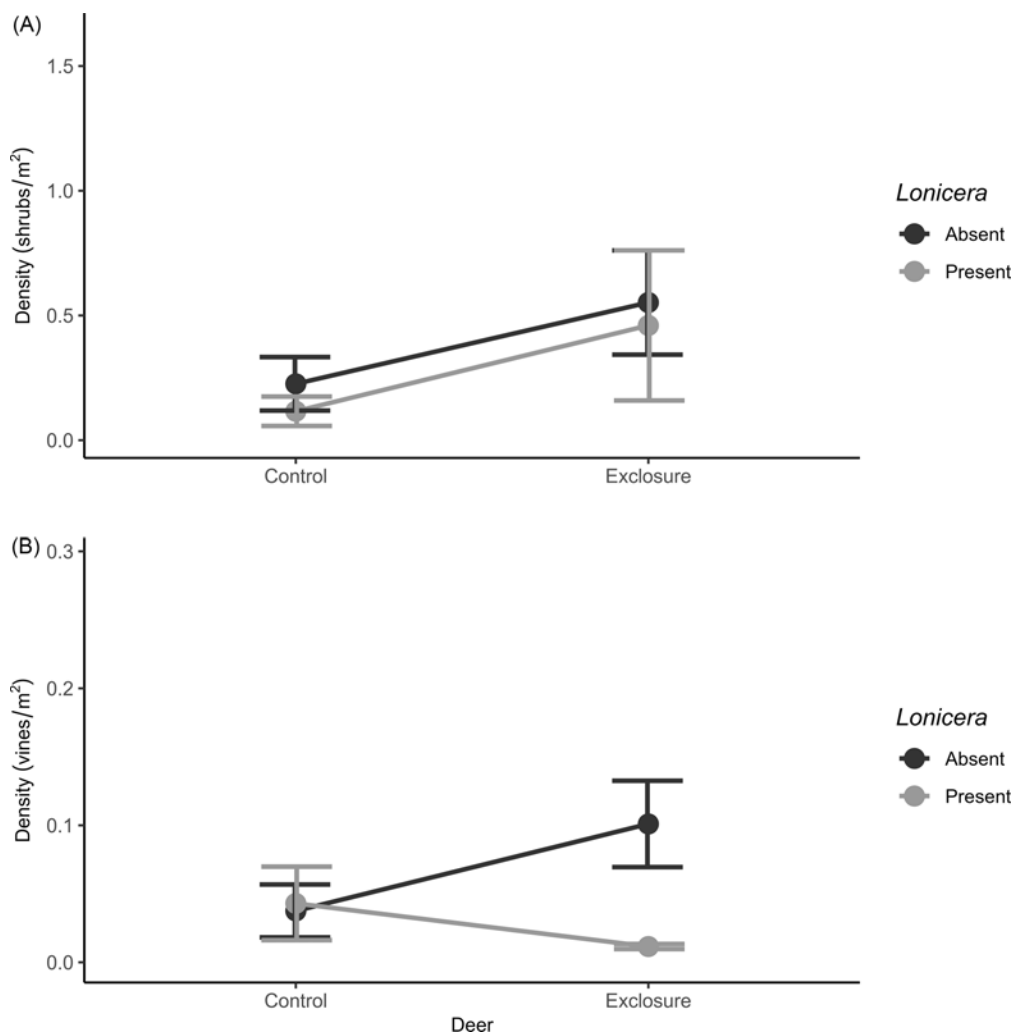 (A)
1.5
1.0
0.5
0.0
Density (shrubs/m²)
Control
Exclosure
Lonicera
Absent
Present
(B)
0.3
0.2
0.1
0.0
Density (vines/m²)
Control
Exclosure
Deer
Lonicera
Absent
Present